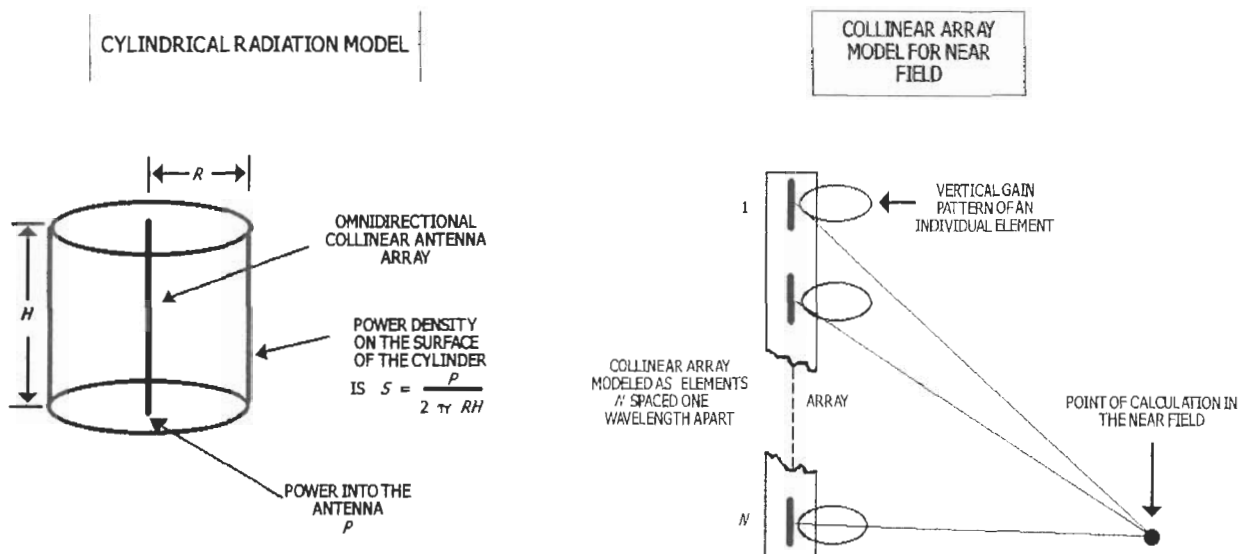 CYLINDRICAL RADIATION MODEL
R
H
OMNIDIRECTIONAL
COLLINEAR ANTENNA
ARRAY
POWER DENSITY
ON THE SURFACE
OF THE CYLINDER
IS S = P / 2 π RH
POWER INTO THE
ANTENNA
P
COLLINEAR ARRAY
MODEL FOR NEAR
FIELD
1
VERTICAL GAIN
PATTERN OF AN
INDIVIDUAL ELEMENT
COLLINEAR ARRAY
MODELED AS ELEMENTS
N SPACED ONE
WAVELENGTH APART
ARRAY
POINT OF CALCULATION IN
THE NEAR FIELD
N